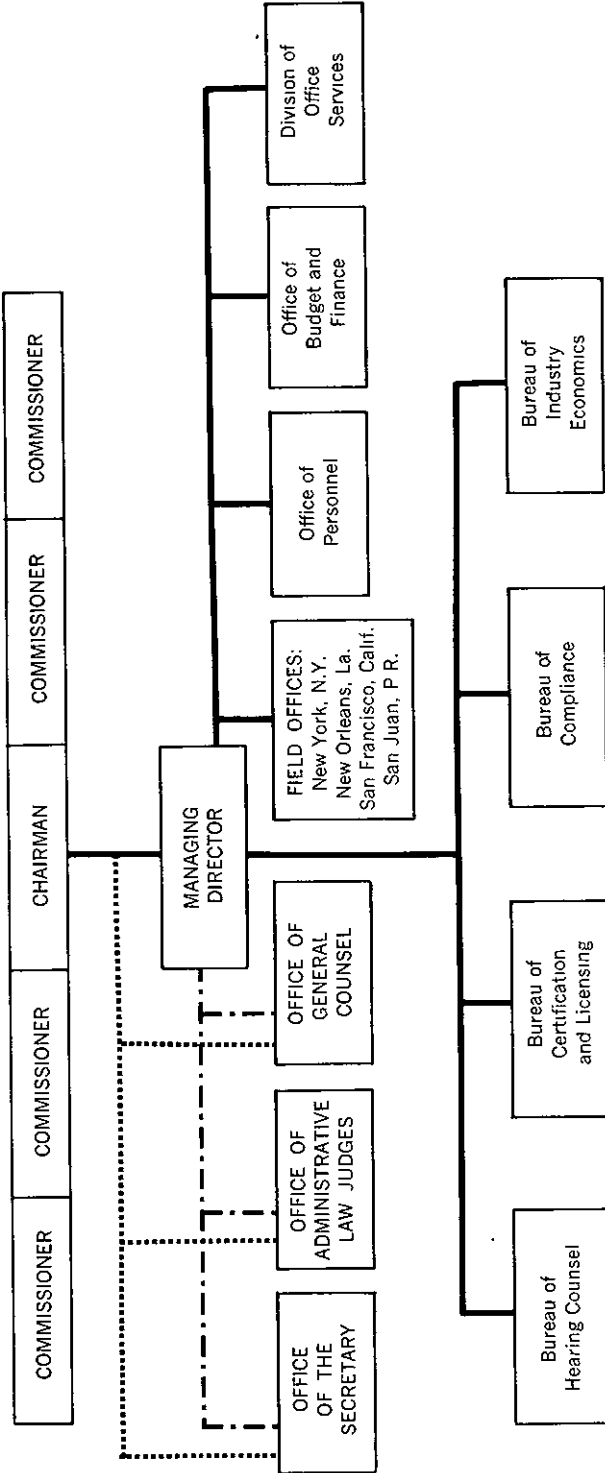 COMMISSIONER
COMMISSIONER
CHAIRMAN
COMMISSIONER
COMMISSIONER
MANAGING
DIRECTOR
OFFICE
OF THE
SECRETARY
OFFICE OF
ADMINISTRATIVE
LAW JUDGES
OFFICE OF
GENERAL
COUNSEL
FIELD OFFICES:
New York, N.Y.
New Orleans, La.
San Francisco, Calif.
San Juan, P R.
Office of
Personnel
Office of
Budget and
Finance
Division of
Office
Services
Bureau of
Hearing Counsel
Bureau of
Certification
and Licensing
Bureau of
Compliance
Bureau of
Industry
Economics